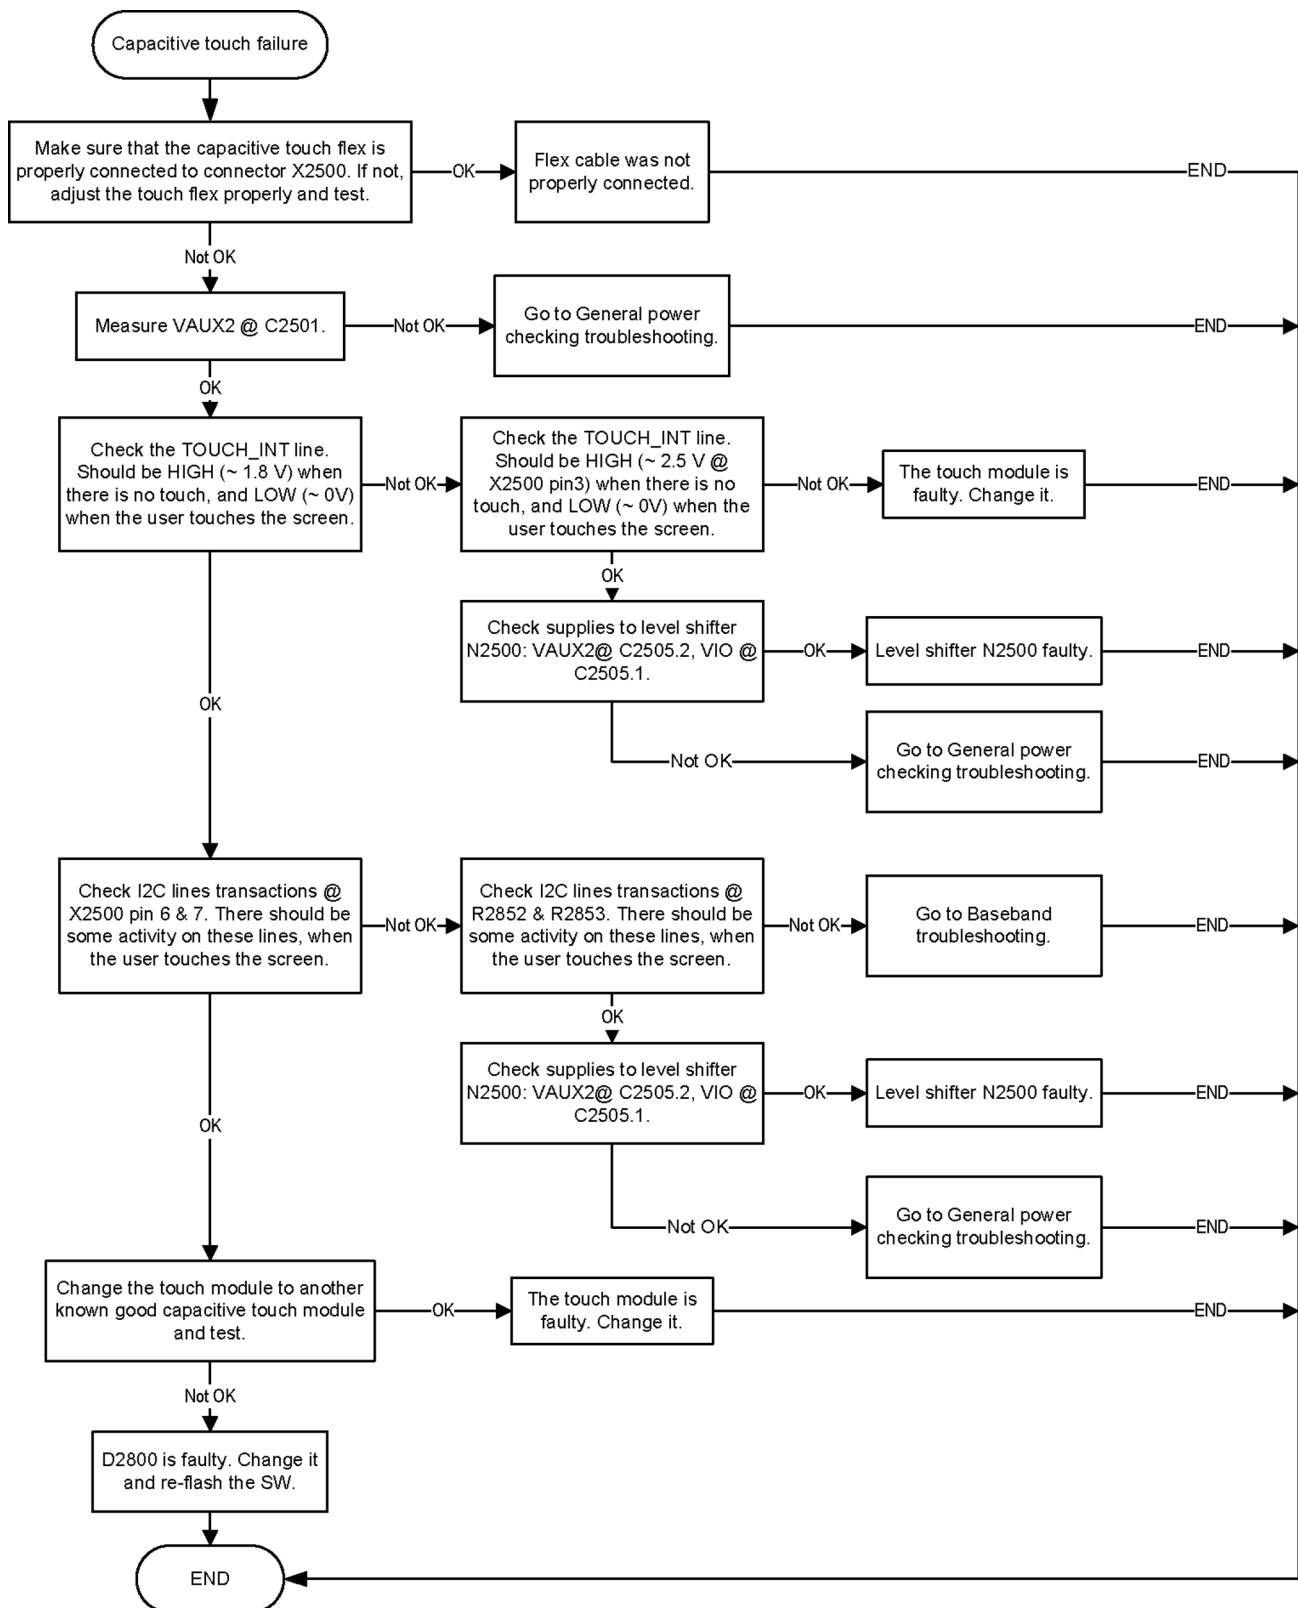 Capacitive touch failure
Make sure that the capacitive touch flex is
properly connected to connector X2500. If not,
adjust the touch flex properly and test.
OK
Flex cable was not
properly connected.
END
Not OK
Measure VAUX2 @ C2501.
Not OK
Go to General power
checking troubleshooting.
END
OK
Check the TOUCH_INT line.
Should be HIGH (~ 1.8 V) when
there is no touch, and LOW (~ 0V)
when the user touches the screen.
Not OK
Check the TOUCH_INT line.
Should be HIGH (~ 2.5 V @
X2500 pin3) when there is no
touch, and LOW (~ 0V) when the
user touches the screen.
Not OK
The touch module is
faulty. Change it.
END
OK
Check supplies to level shifter
N2500: VAUX2@ C2505.2, VIO @
C2505.1.
OK
Level shifter N2500 faulty.
END
OK
Not OK
Go to General power
checking troubleshooting.
END
Check I2C lines transactions @
X2500 pin 6 & 7. There should be
some activity on these lines, when
the user touches the screen.
Not OK
Check I2C lines transactions @
R2852 & R2853. There should be
some activity on these lines, when
the user touches the screen.
Not OK
Go to Baseband
troubleshooting.
END
OK
Check supplies to level shifter
N2500: VAUX2@ C2505.2, VIO @
C2505.1.
OK
Level shifter N2500 faulty.
END
OK
Not OK
Go to General power
checking troubleshooting.
END
Change the touch module to another
known good capacitive touch module
and test.
OK
The touch module is
faulty. Change it.
END
Not OK
D2800 is faulty. Change it
and re-flash the SW.
END